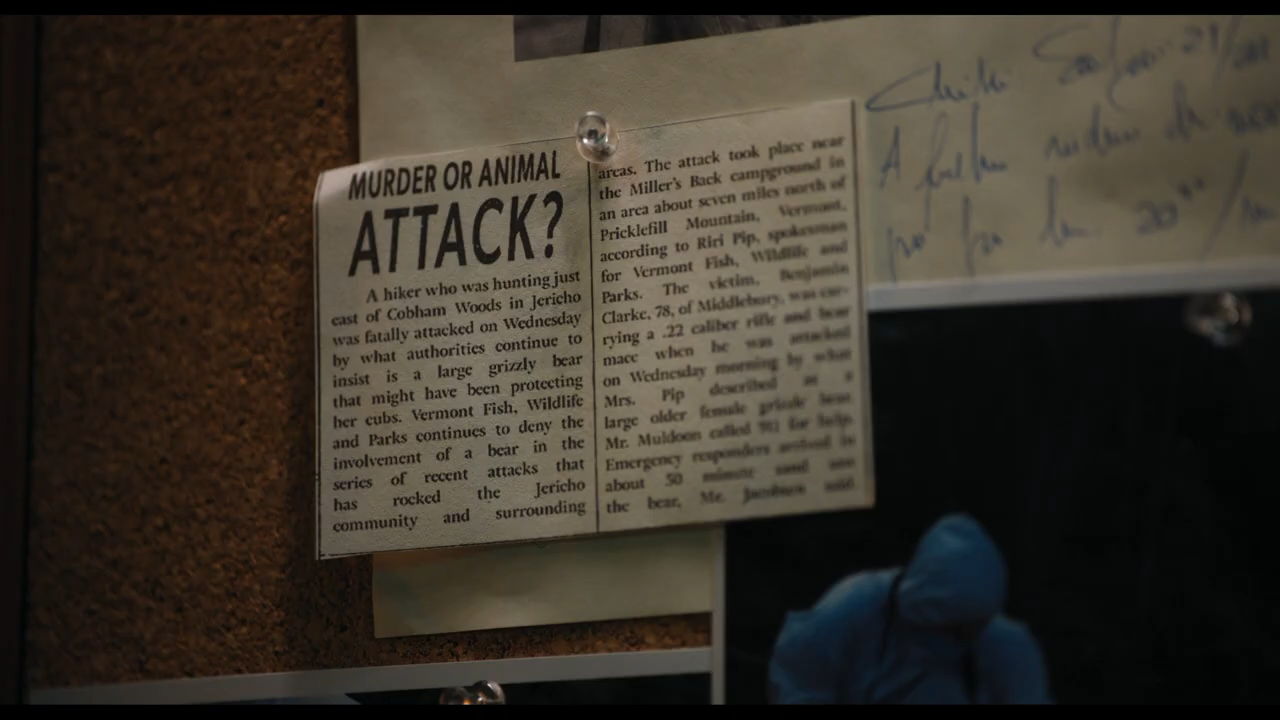 MURDER OR ANIMAL
ATTACK?
A hiker who was hunting just
east of Cobham Woods in Jericho
was fatally attacked on Wednesday
by what authorities continue to
insist is a large grizzly bear
that might have been protecting
her cubs. Vermont Fish, Wildlife
and Parks continues to deny the
involvement of a bear in the
series of recent attacks that
has rocked the Jericho
community and surrounding
areas. The attack took place near
the Miller's Back campground in
an area about seven miles north of
Pricklefill Mountain, Vermont,
according to Riri Pip, spokesman
for Vermont Fish, Wildlife and
Parks. The victim, Benjamin
Clarke, 78, of Middlebury, was car-
rying a .22 caliber rifle and bear
mace when he was attacked
on Wednesday morning by what
Mrs. Pip described as a
large older female grizzle bear.
Mr. Muldoon called 911 for help.
Emergency responders arrived in
about 50 minute
the bear, Mr. Jacobsen said